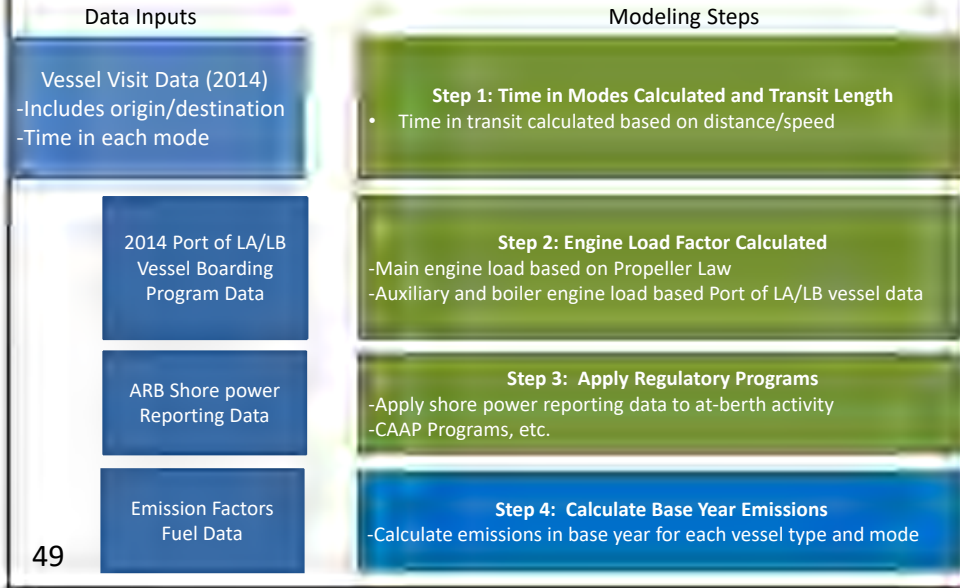 Data Inputs
Modeling Steps
Vessel Visit Data (2014)
-Includes origin/destination
-Time in each mode
Step 1: Time in Modes Calculated and Transit Length
• Time in transit calculated based on distance/speed
2014 Port of LA/LB
Vessel Boarding
Program Data
Step 2: Engine Load Factor Calculated
-Main engine load based on Propeller Law
-Auxiliary and boiler engine load based Port of LA/LB vessel data
ARB Shore power
Reporting Data
Step 3:  Apply Regulatory Programs
-Apply shore power reporting data to at-berth activity
-CAAP Programs, etc.
Emission Factors
Fuel Data
Step 4:  Calculate Base Year Emissions
-Calculate emissions in base year for each vessel type and mode
49